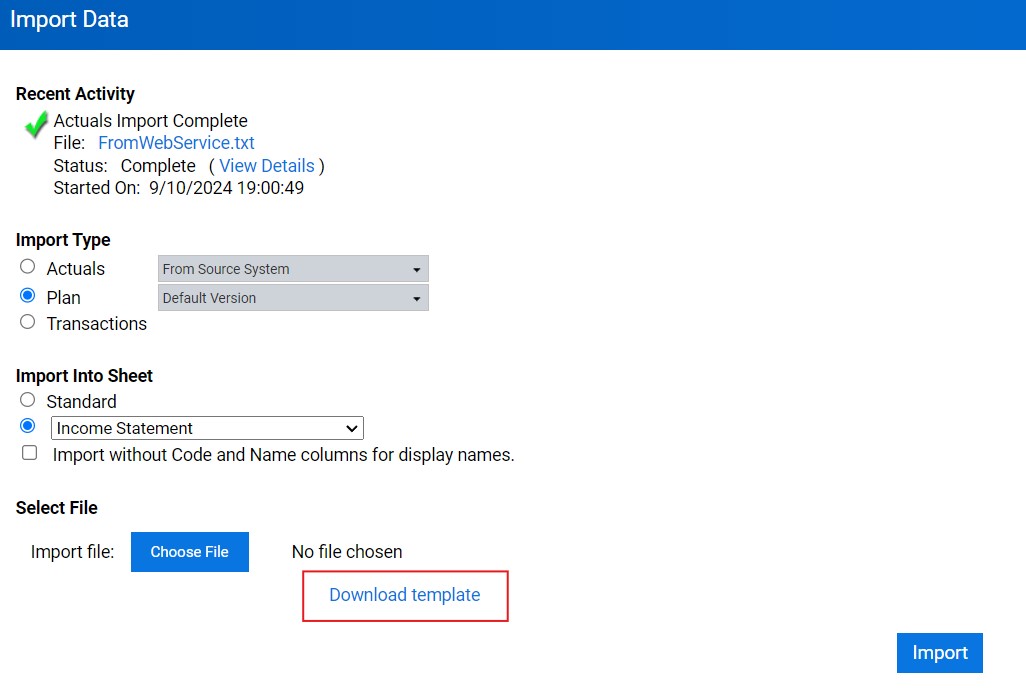 Import Data
Recent Activity
Actuals Import Complete
File: FromWebService.txt
Status: Complete ( View Details )
Started On: 9/10/2024 19:00:49
Import Type
Actuals From Source System
Plan Default Version
Transactions
Import Into Sheet
Standard
Income Statement
Import without Code and Name columns for display names.
Select File
Import file: Choose File No file chosen
Download template
Import